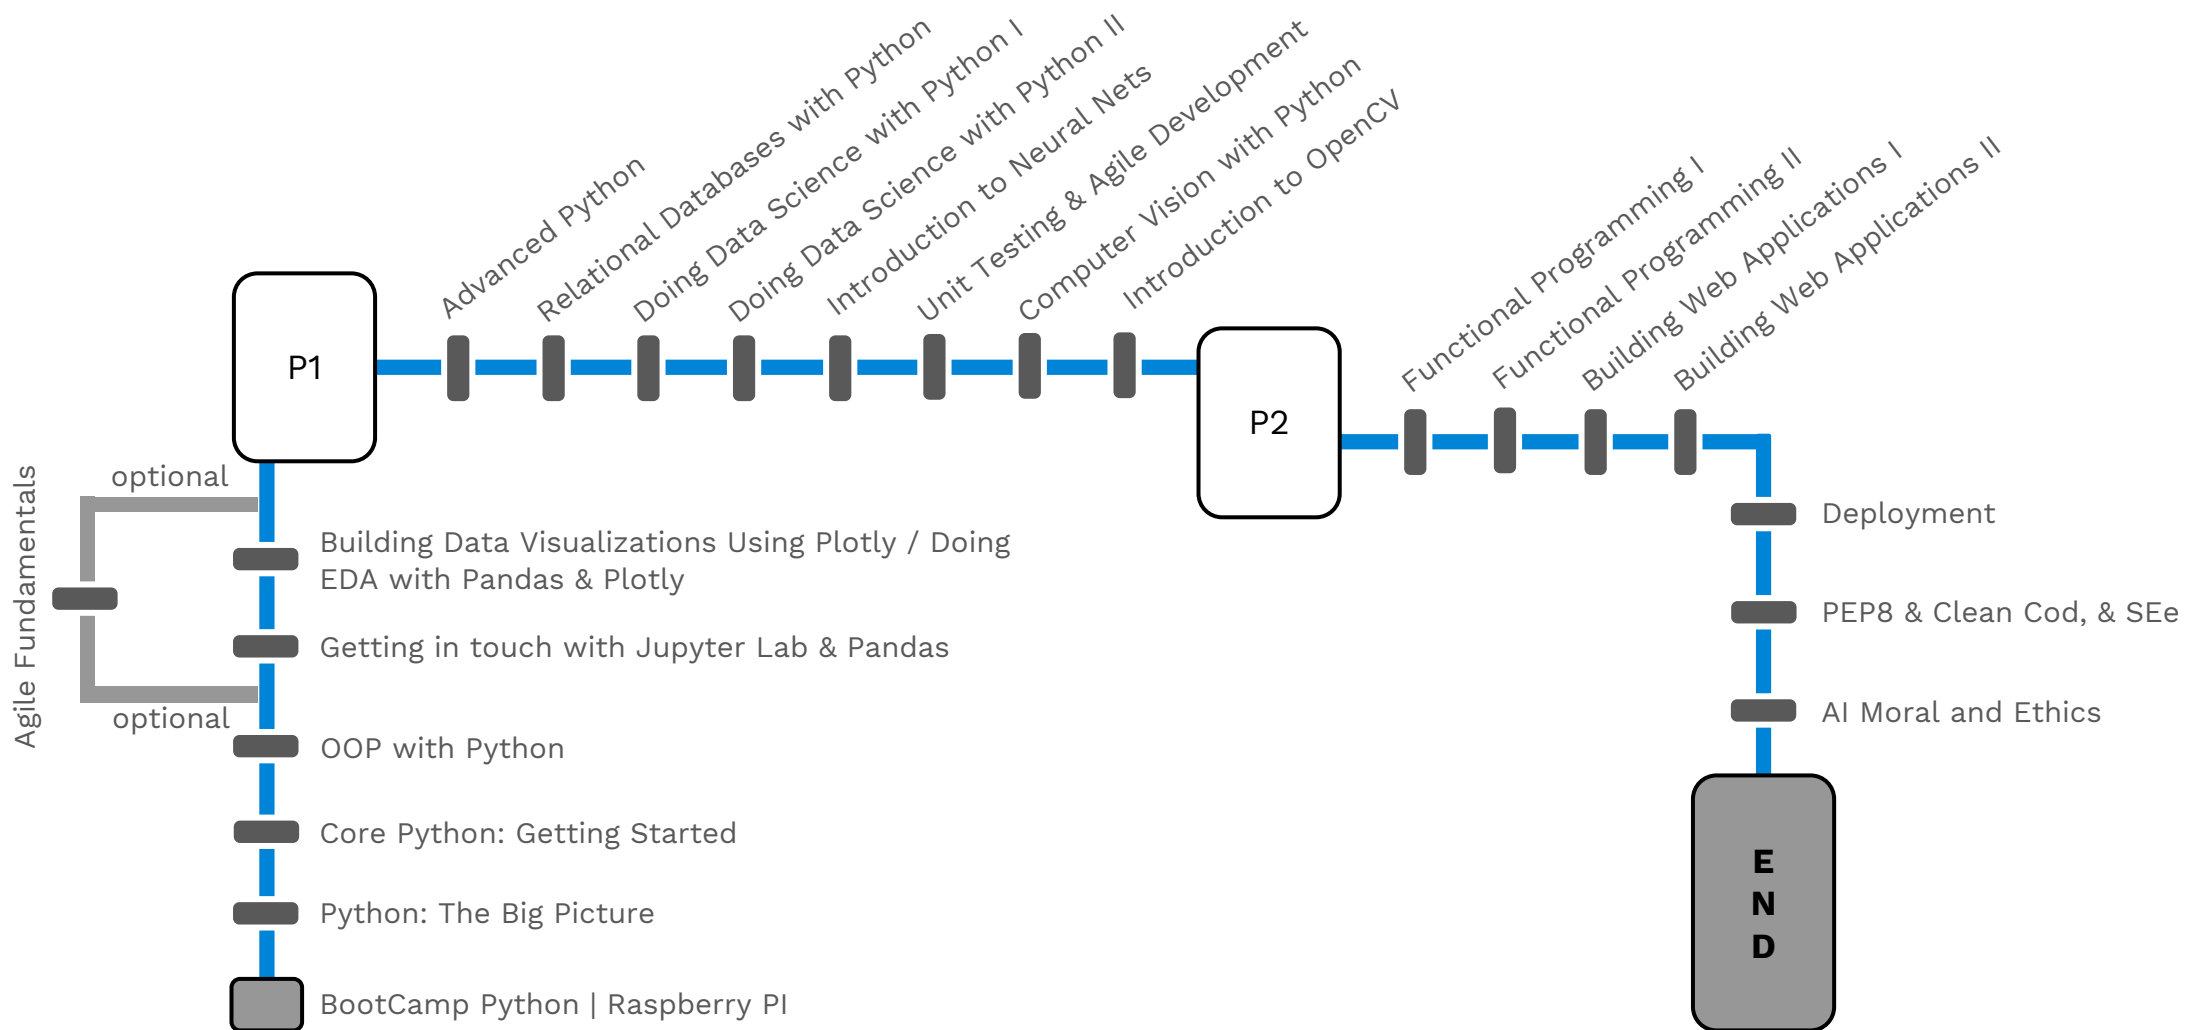 Advanced Python
Relational Databases with Python
Doing Data Science with Python I
Doing Data Science with Python II
Introduction to Neural Nets
Unit Testing & Agile Development
Computer Vision with Python
Introduction to OpenCV
Functional Programming I
Functional Programming II
Building Web Applications I
Building Web Applications II
P1
P2
optional
Agile Fundamentals
optional
Building Data Visualizations Using Plotly / Doing
EDA with Pandas & Plotly
Getting in touch with Jupyter Lab & Pandas
OOP with Python
Core Python: Getting Started
Python: The Big Picture
BootCamp Python | Raspberry PI
Deployment
PEP8 & Clean Cod, & SEe
AI Moral and Ethics
E
N
D